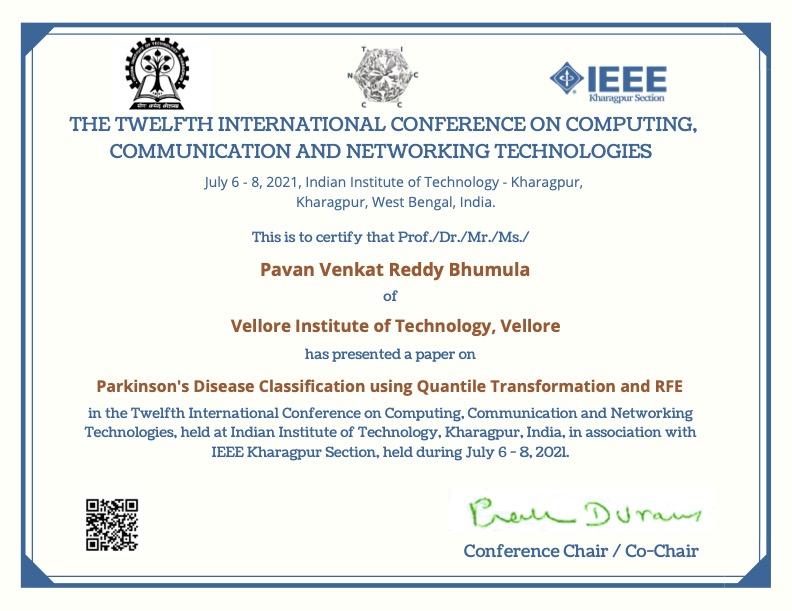 T I
N C
C C
IEEE
Kharagpur Section
THE TWELFTH INTERNATIONAL CONFERENCE ON COMPUTING,
COMMUNICATION AND NETWORKING TECHNOLOGIES
July 6 - 8, 2021, Indian Institute of Technology - Kharagpur,
Kharagpur, West Bengal, India.
This is to certify that Prof./Dr./Mr./Ms./
Pavan Venkat Reddy Bhumula
of
Vellore Institute of Technology, Vellore
has presented a paper on
Parkinson's Disease Classification using Quantile Transformation and RFE
in the Twelfth International Conference on Computing, Communication and Networking
Technologies, held at Indian Institute of Technology, Kharagpur, India, in association with
IEEE Kharagpur Section, held during July 6 - 8, 2021.
Conference Chair / Co-Chair